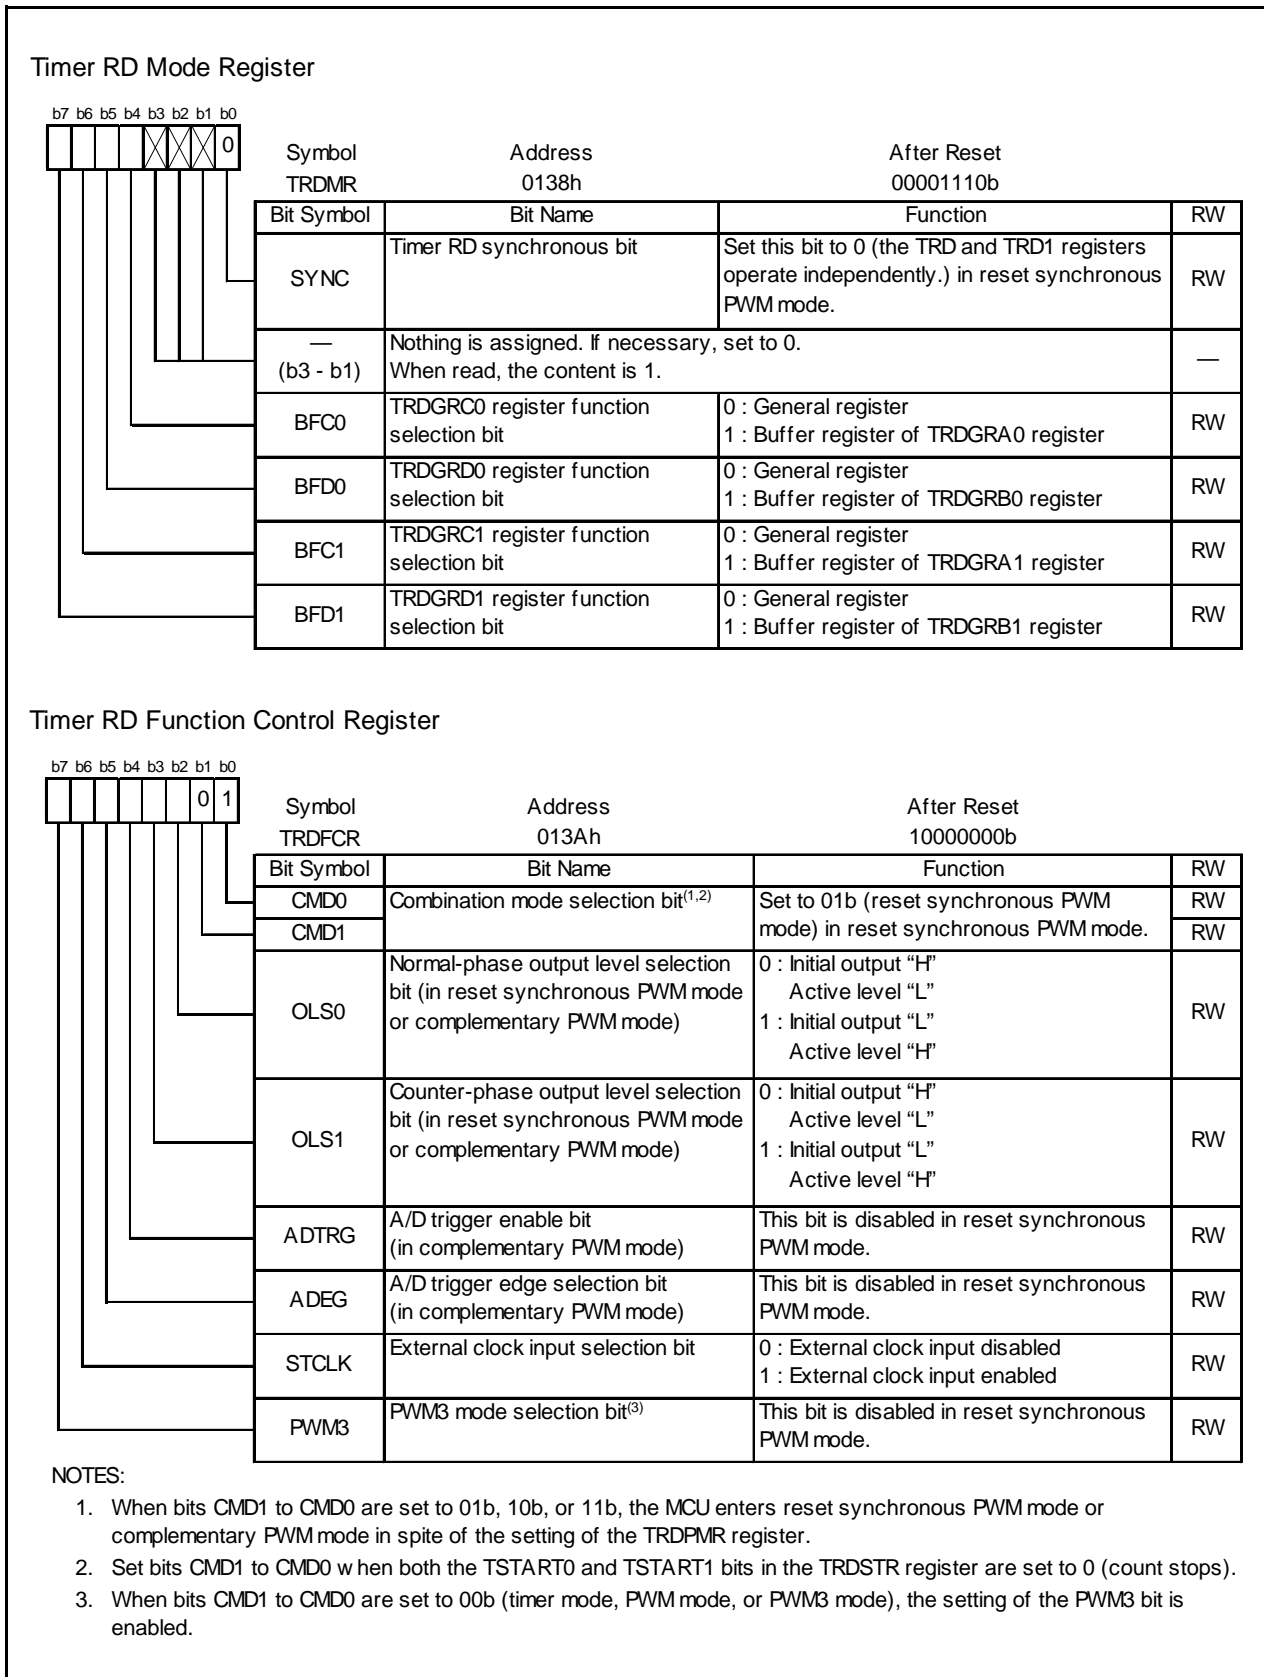 Timer RD Mode Register
b7 b6 b5 b4 b3 b2 b1 b0
0
Symbol Address After Reset
TRDMR 0138h 00001110b
Bit Symbol Bit Name Function RW
SYNC
Timer RD synchronous bit
Set this bit to 0 (the TRD and TRD1 registers
operate independently.) in reset synchronous
PWM mode.
RW
—
(b3 - b1)
Nothing is assigned. If necessary, set to 0.
When read, the content is 1.
—
BFC0
TRDGRC0 register function
selection bit
0 : General register
1 : Buffer register of TRDGRA0 register
RW
BFD0
TRDGRD0 register function
selection bit
0 : General register
1 : Buffer register of TRDGRB0 register
RW
BFC1
TRDGRC1 register function
selection bit
0 : General register
1 : Buffer register of TRDGRA1 register
RW
BFD1
TRDGRD1 register function
selection bit
0 : General register
1 : Buffer register of TRDGRB1 register
RW
Timer RD Function Control Register
b7 b6 b5 b4 b3 b2 b1 b0
0 1
Symbol Address After Reset
TRDFCR 013Ah 10000000b
Bit Symbol Bit Name Function RW
CMD0
CMD1
Combination mode selection bit(1,2)
Set to 01b (reset synchronous PWM
mode) in reset synchronous PWM mode.
RW
RW
OLS0
Normal-phase output level selection
bit (in reset synchronous PWM mode
or complementary PWM mode)
0 : Initial output “H”
Active level “L”
1 : Initial output “L”
Active level “H”
RW
OLS1
Counter-phase output level selection
bit (in reset synchronous PWM mode
or complementary PWM mode)
0 : Initial output “H”
Active level “L”
1 : Initial output “L”
Active level “H”
RW
ADTRG
A/D trigger enable bit
(in complementary PWM mode)
This bit is disabled in reset synchronous
PWM mode.
RW
ADEG
A/D trigger edge selection bit
(in complementary PWM mode)
This bit is disabled in reset synchronous
PWM mode.
RW
STCLK
External clock input selection bit
0 : External clock input disabled
1 : External clock input enabled
RW
PWM3
PWM3 mode selection bit(3)
This bit is disabled in reset synchronous
PWM mode.
RW
NOTES:
1. When bits CMD1 to CMD0 are set to 01b, 10b, or 11b, the MCU enters reset synchronous PWM mode or
complementary PWM mode in spite of the setting of the TRDPMR register.
2. Set bits CMD1 to CMD0 when both the TSTART0 and TSTART1 bits in the TRDSTR register are set to 0 (count stops).
3. When bits CMD1 to CMD0 are set to 00b (timer mode, PWM mode, or PWM3 mode), the setting of the PWM3 bit is
enabled.